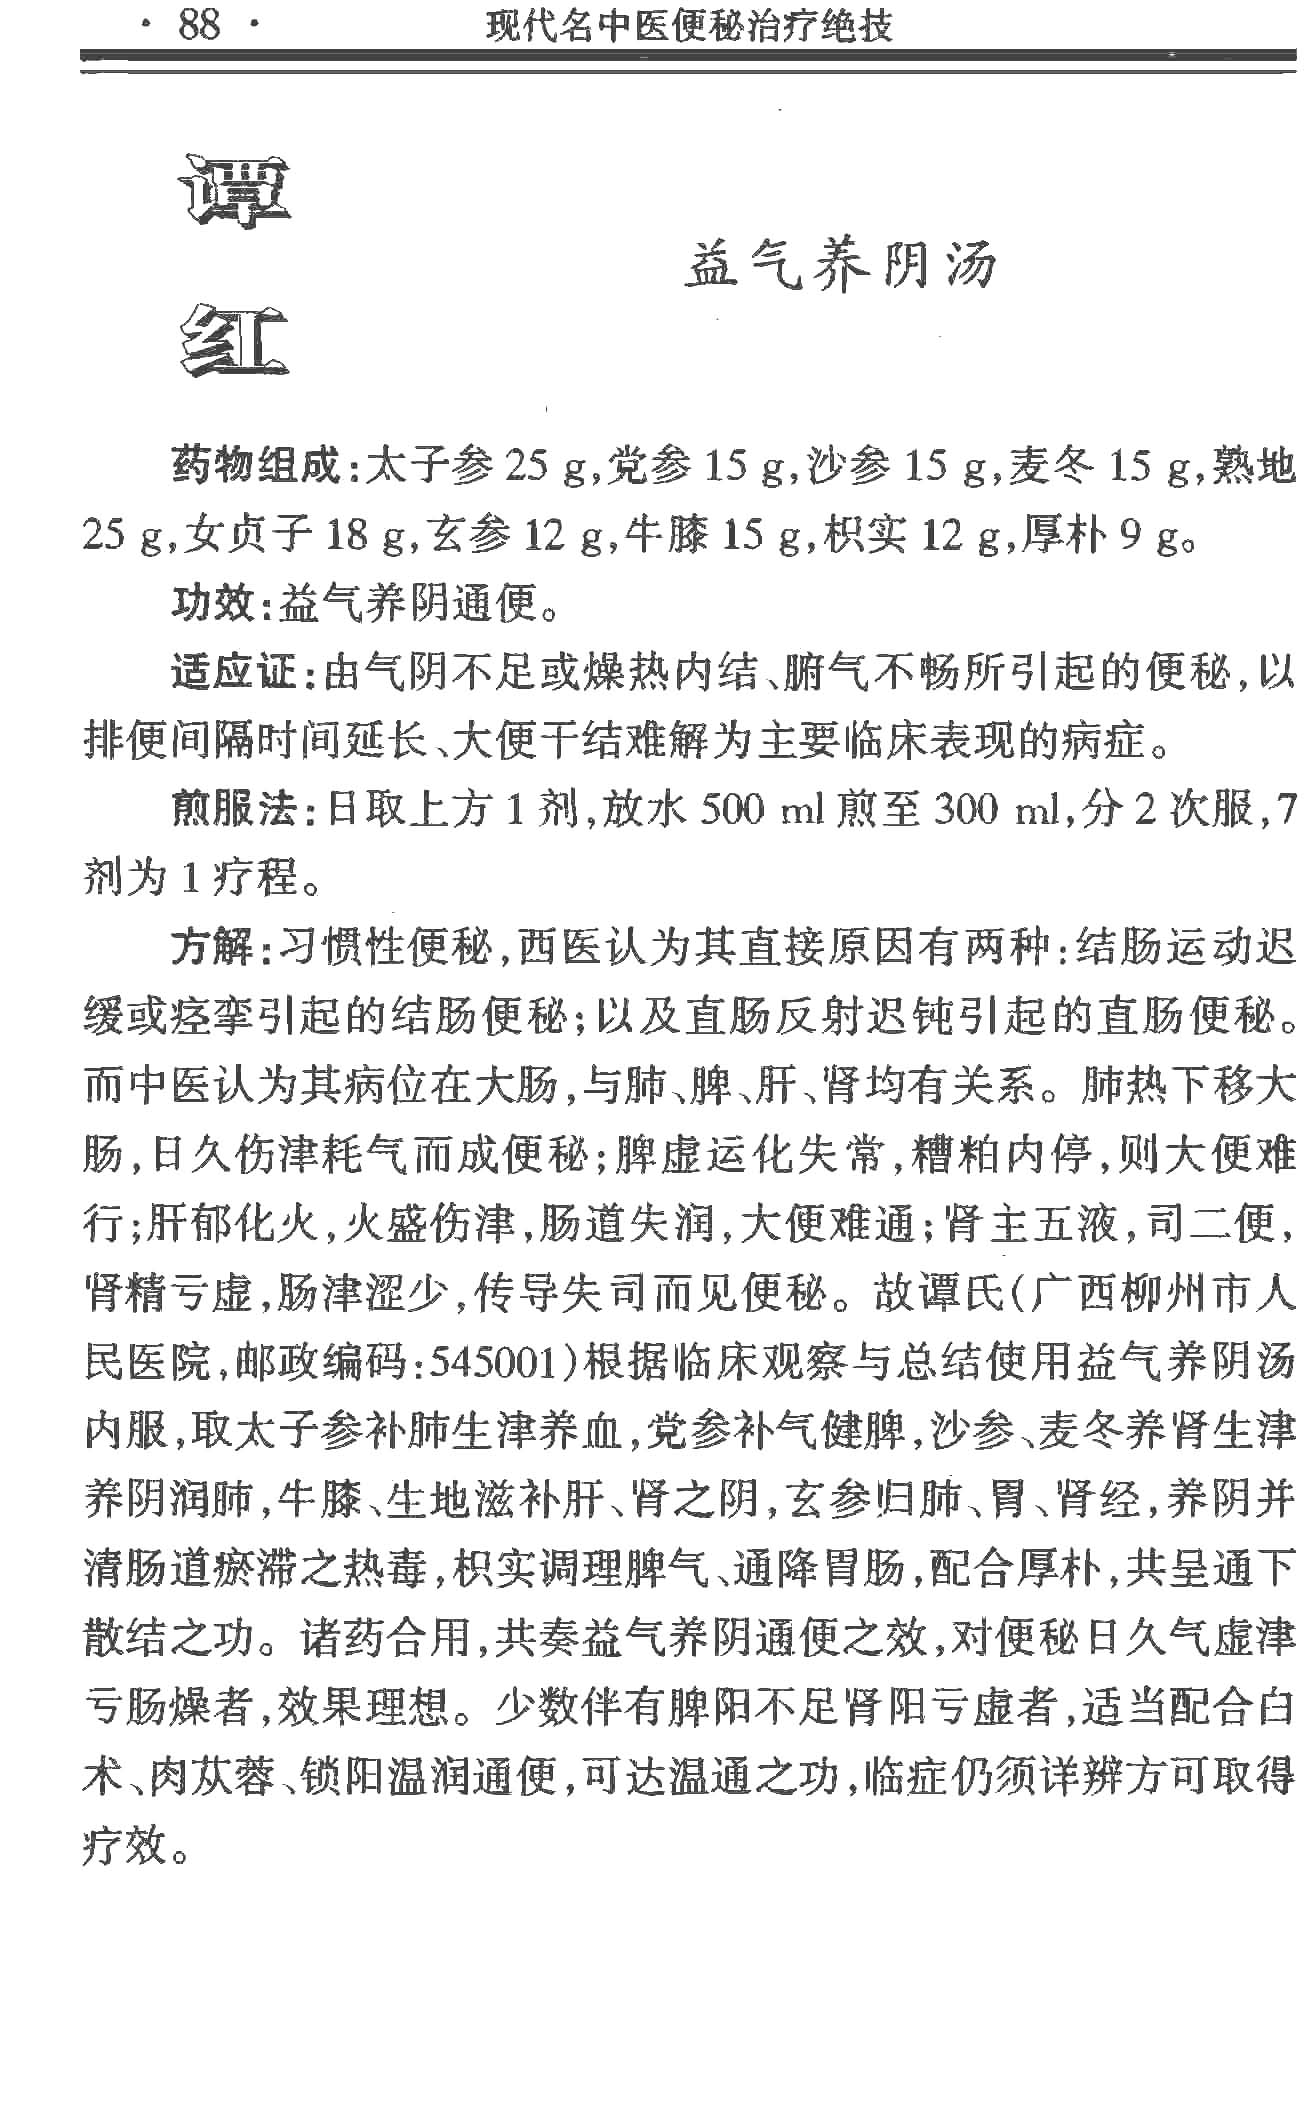 · 88 · 现代名中医便秘治疗绝技
谭
红
益气养阴汤
药物组成:太子参 25 g,党参 15 g,沙参 15 g,麦冬 15 g,熟地
25 g,女贞子 18 g,玄参 12 g,牛膝 15 g,枳实 12 g,厚朴 9 g。
功效:益气养阴通便。
适应证:由气阴不足或燥热内结、腑气不畅所引起的便秘,以
排便间隔时间延长、大便干结难解为主要临床表现的病症。
煎服法:日取上方 1 剂,放水 500 ml 煎至 300 ml,分 2 次服,7
剂为 1 疗程。
方解:习惯性便秘,西医认为其直接原因有两种:结肠运动迟
缓或痉挛引起的结肠便秘;以及直肠反射迟钝引起的直肠便秘。
而中医认为其病位在大肠,与肺、脾、肝、肾均有关系。肺热下移大
肠,日久伤津耗气而成便秘;脾虚运化失常,糟粕内停,则大便难
行;肝郁化火,火盛伤津,肠道失润,大便难通;肾主五液,司二便,
肾精亏虚,肠津涩少,传导失司而见便秘。故谭氏(广西柳州市人
民医院,邮政编码:545001)根据临床观察与总结使用益气养阴汤
内服,取太子参补肺生津养血,党参补气健脾,沙参、麦冬养肾生津
养阴润肺,牛膝、生地滋补肝、肾之阴,玄参归肺、胃、肾经,养阴并
清肠道瘀滞之热毒,枳实调理脾气、通降胃肠,配合厚朴,共呈通下
散结之功。诸药合用,共奏益气养阴通便之效,对便秘日久气虚津
亏肠燥者,效果理想。少数伴有脾阳不足肾阳亏虚者,适当配合白
术、肉苁蓉、锁阳温润通便,可达温通之功,临症仍须详辨方可取得
疗效。